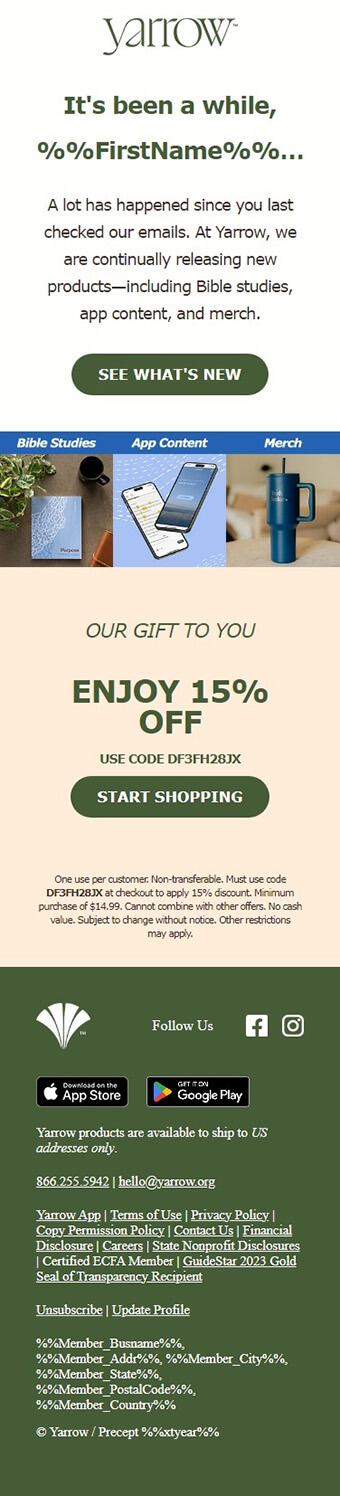 yarrow™
It's been a while,
%%FirstName%%...
A lot has happened since you last
checked our emails. At Yarrow, we
are continually releasing new
products—including Bible studies,
app content, and merch.
SEE WHAT'S NEW
Bible Studies App Content Merch
Purpose
OUR GIFT TO YOU
ENJOY 15%
OFF
USE CODE DF3FH28JX
START SHOPPING
One use per customer. Non-transferable. Must use code
DF3FH28JX at checkout to apply 15% discount. Minimum
purchase of $14.99. Cannot combine with other offers. No cash
value. Subject to change without notice. Other restrictions
may apply.
™ Follow Us
Download on the GET IT ON
App Store Google Play
Yarrow products are available to ship to US
addresses only.
866.255.5942 | hello@yarrow.org
Yarrow App | Terms of Use | Privacy Policy |
Copy Permission Policy | Contact Us | Financial
Disclosure | Careers | State Nonprofit Disclosures
| Certified ECFA Member | GuideStar 2023 Gold
Seal of Transparency Recipient
Unsubscribe | Update Profile
%%Member_Busname%%,
%%Member_Addr%%, %%Member_City%%,
%%Member_State%%,
%%Member_PostalCode%%,
%%Member_Country%%
© Yarrow / Precept %%xtyear%%